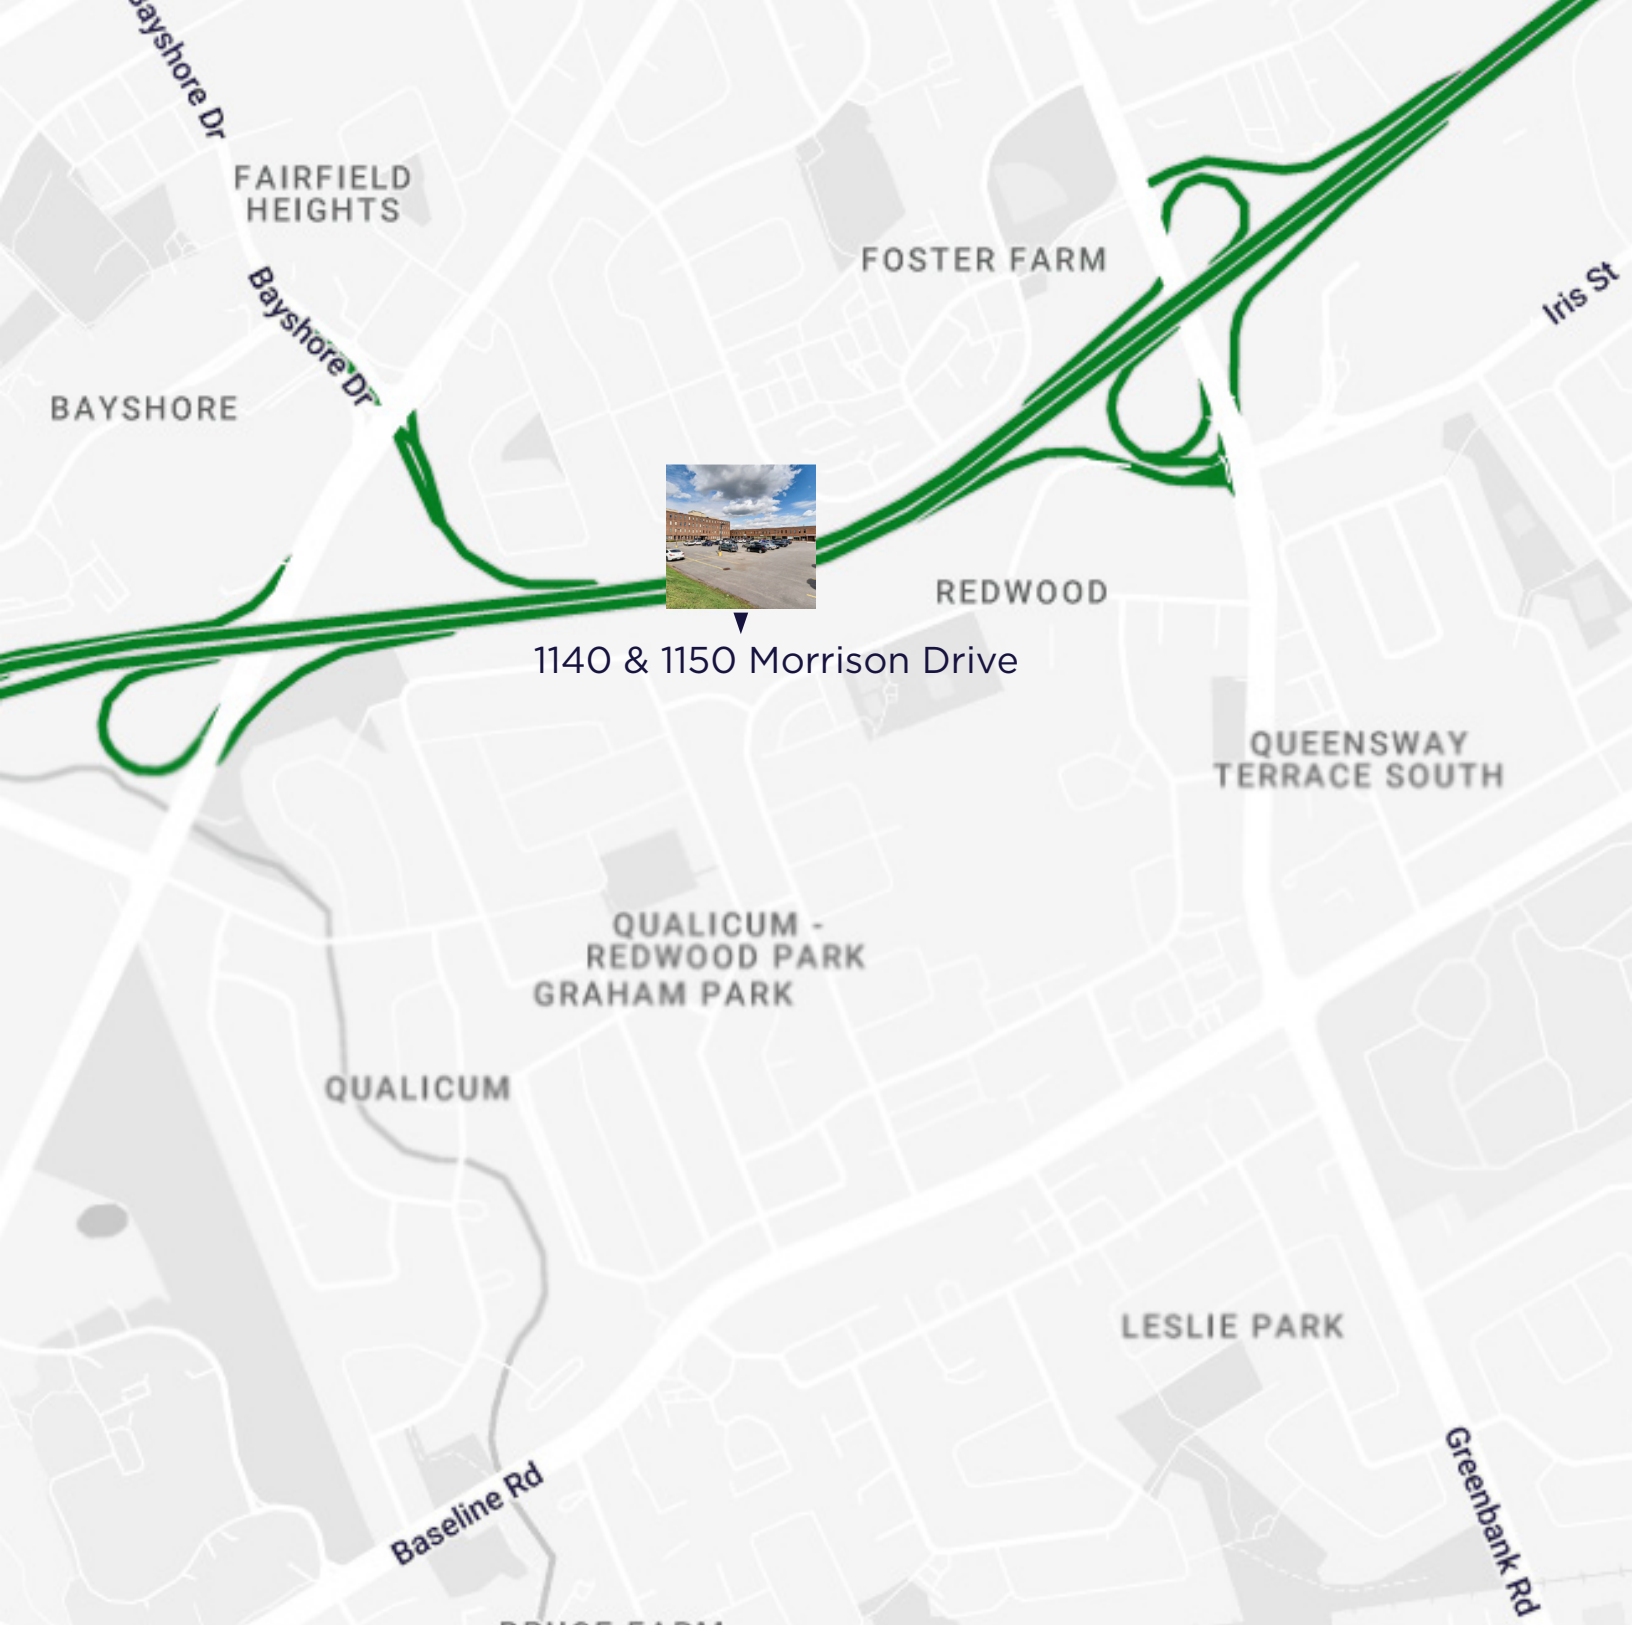 Bayshore Dr
FAIRFIELD
HEIGHTS
FOSTER FARM
Iris St
Bayshore Dr
BAYSHORE
REDWOOD
1140 & 1150 Morrison Drive
QUEENSWAY
TERRACE SOUTH
QUALICUM -
REDWOOD PARK
GRAHAM PARK
QUALICUM
LESLIE PARK
Baseline Rd
Greenbank Rd